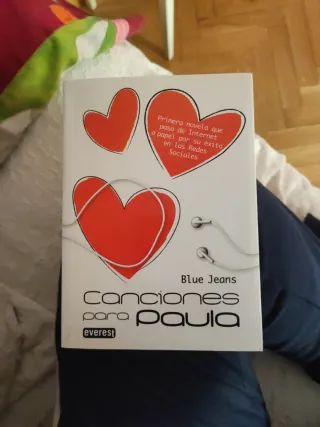 Primera novela que
pasa de Internet
a papel por su éxito
en las Redes
Sociales
Blue Jeans
Canciones
para Paula
everest